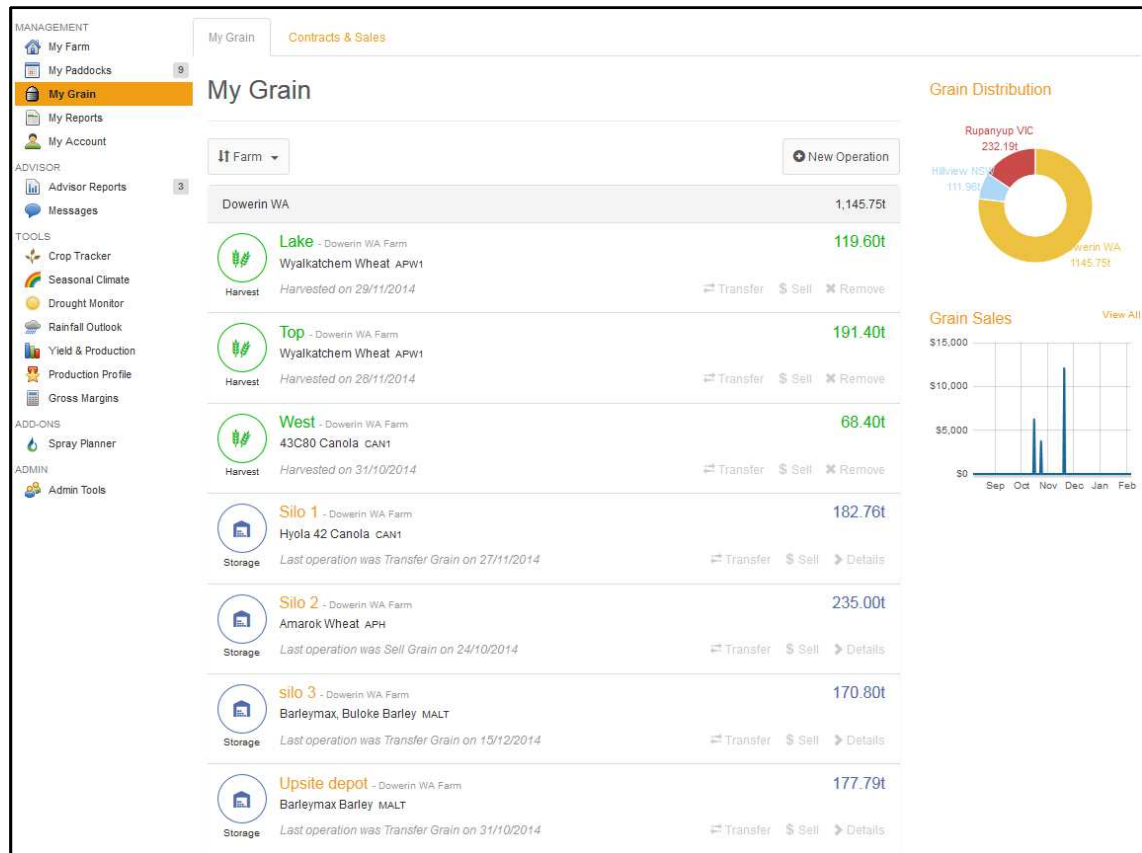 MANAGEMENT
My Farm
My Paddocks 9
My Grain
My Reports
My Account
ADVISOR
Advisor Reports 3
Messages
TOOLS
Crop Tracker
Seasonal Climate
Drought Monitor
Rainfall Outlook
Yield & Production
Production Profile
Gross Margins
ADD-ONS
Spray Planner
ADMIN
Admin Tools
My Grain Contracts & Sales
My Grain
Farm New Operation
Dowerin WA 1,145.75t
Lake - Dowerin WA Farm 119.60t
Wyalkatchem Wheat APW1
Harvest Harvested on 29/11/2014 Transfer $ Sell Remove
Top - Dowerin WA Farm 191.40t
Wyalkatchem Wheat APW1
Harvest Harvested on 28/11/2014 Transfer $ Sell Remove
West - Dowerin WA Farm 68.40t
43C80 Canola CAN1
Harvest Harvested on 31/10/2014 Transfer $ Sell Remove
Silo 1 - Dowerin WA Farm 182.76t
Hyola 42 Canola CAN1
Storage Last operation was Transfer Grain on 27/11/2014 Transfer $ Sell Details
Silo 2 - Dowerin WA Farm 235.00t
Amarok Wheat APH
Storage Last operation was Sell Grain on 24/10/2014 Transfer $ Sell Details
silo 3 - Dowerin WA Farm 170.80t
Barleymax, Buloke Barley MALT
Storage Last operation was Transfer Grain on 15/12/2014 Transfer $ Sell Details
Upsite depot - Dowerin WA Farm 177.79t
Barleymax Barley MALT
Storage Last operation was Transfer Grain on 31/10/2014 Transfer $ Sell Details
Grain Distribution
Rupanyup VIC
232.19t
Hillview NSW
111.96t
werin WA
1145.75t
Grain Sales View All
$15,000
$10,000
$5,000
$0
Sep Oct Nov Dec Jan Feb